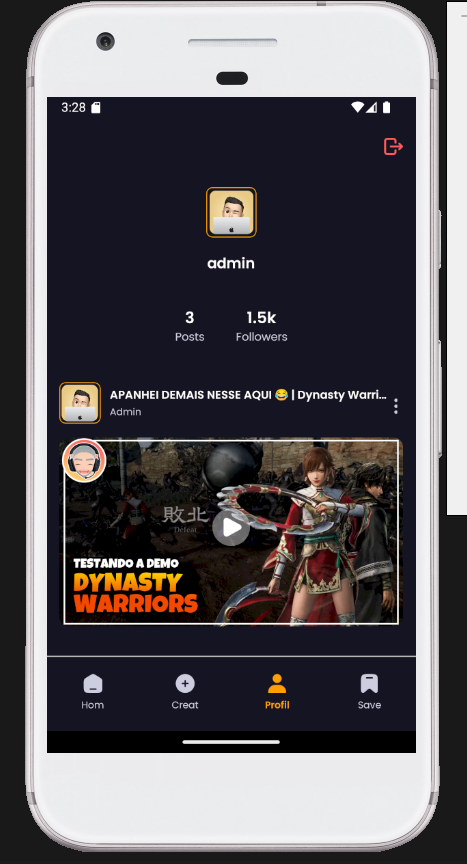 3:28
admin
3
1.5k
Posts
Followers
APANHEI DEMAIS NESSE AQUI 😂 | Dynasty Warri...
Admin
敗北
Defeat
TESTANDO A DEMO
DYNASTY
WARRIORS
Hom
Creat
Profil
Save